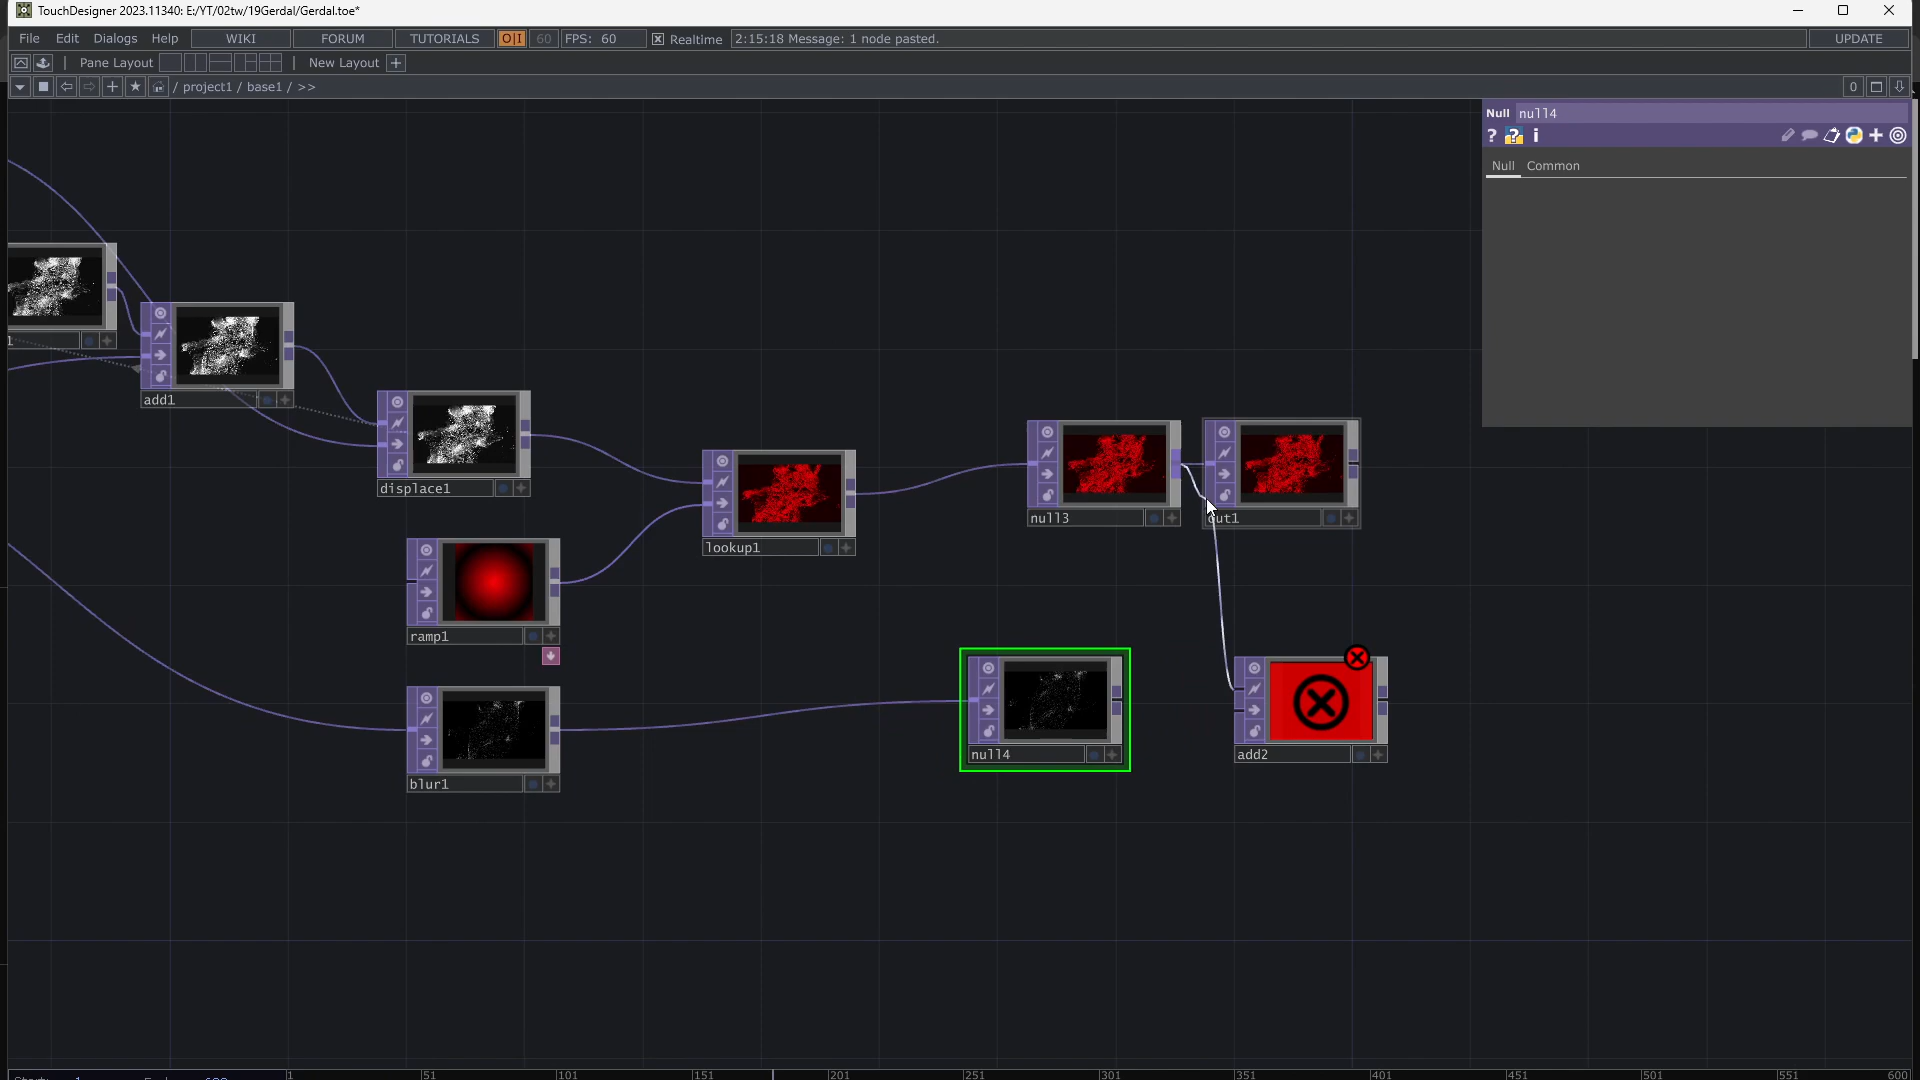 TouchDesigner 2023.11340: E:/YT/02tw/19Gerdal/Gerdal.toe*
File Edit Dialogs Help WIKI FORUM TUTORIALS O|I 60 FPS: 60 Realtime 2:15:18 Message: 1 node pasted. UPDATE
Pane Layout | New Layout +
/ project1 / base1 / >> 0
Null null4
? ? i
Null Common
1
add1
displace1
null3
out1
lookup1
ramp1
null4
add2
blur1
1 51 101 151 201 251 301 351 401 451 501 551 600